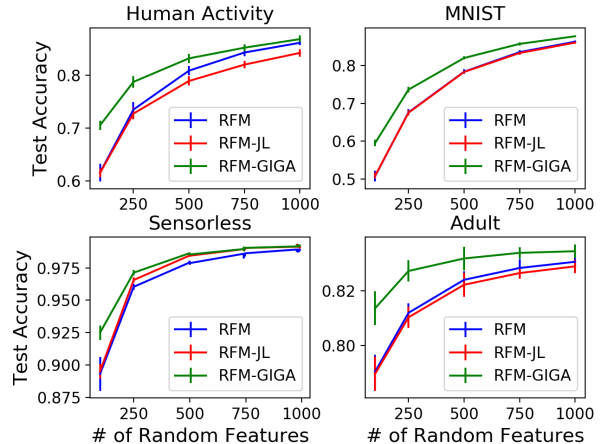 Human Activity
Test Accuracy
0.8
0.7
0.6
RFM
RFM-JL
RFM-GIGA
250 500 750 1000
MNIST
0.8
0.7
0.6
0.5
RFM
RFM-JL
RFM-GIGA
250 500 750 1000
Sensorless
Test Accuracy
0.975
0.950
0.925
0.900
0.875
RFM
RFM-JL
RFM-GIGA
250 500 750 1000
# of Random Features
Adult
0.82
0.80
RFM
RFM-JL
RFM-GIGA
250 500 750 1000
# of Random Features